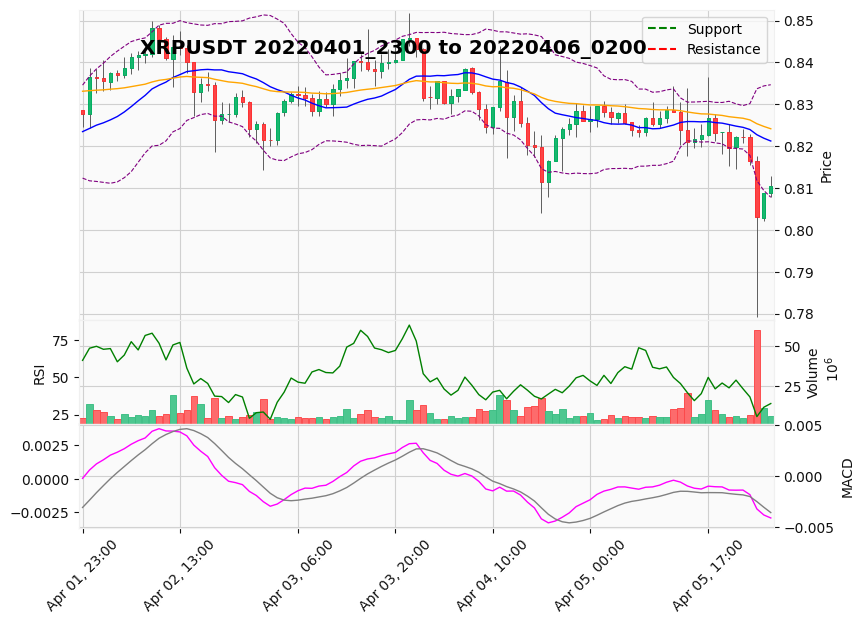 XRPUSDT 20220401_2300 to 20220406_0200
Support
Resistance
0.85
0.84
0.83
0.82
0.81
0.80
0.79
0.78
Price
75
50
25
RSI
50
25
Volume
10^6
0.0025
0.0000
−0.0025
0.005
0.000
−0.005
MACD
Apr 01, 23:00
Apr 02, 13:00
Apr 03, 06:00
Apr 03, 20:00
Apr 04, 10:00
Apr 05, 00:00
Apr 05, 17:00